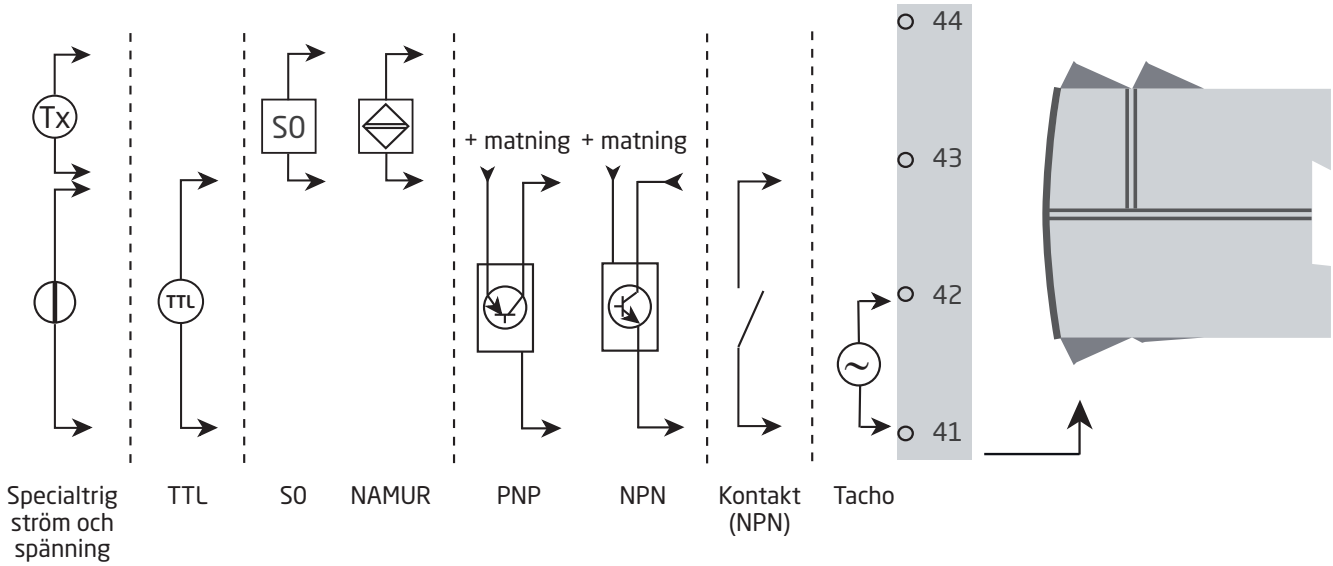 44
Tx
S0
+ matning + matning
43
TTL
42
41
Specialtrig
ström och
spänning
TTL
S0
NAMUR
PNP
NPN
Kontakt
(NPN)
Tacho